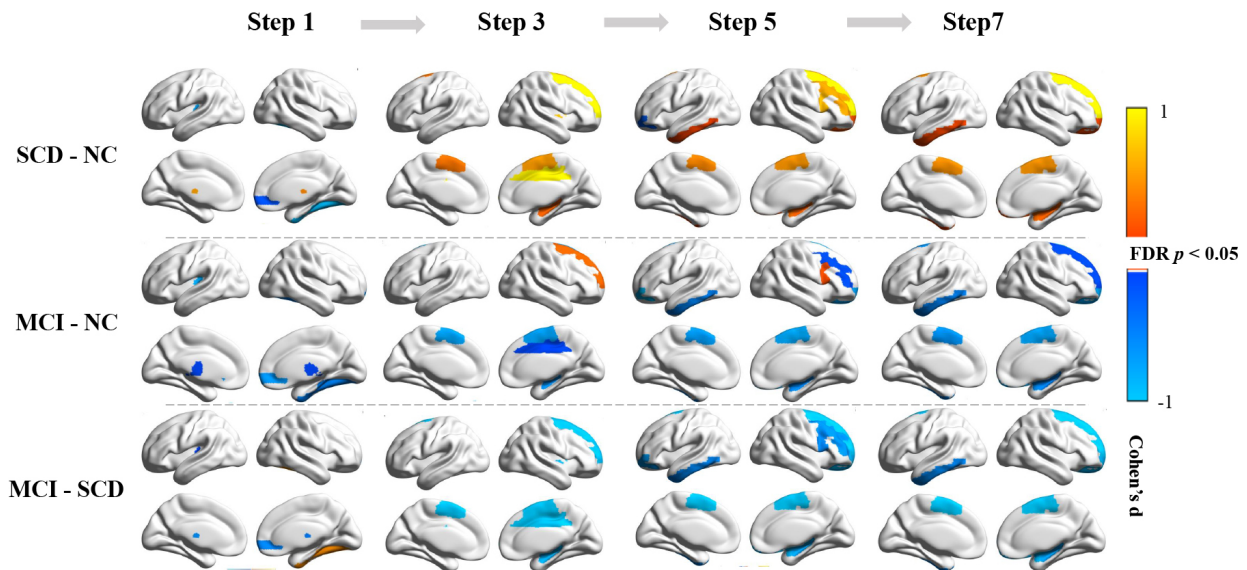 Step 1
Step 3
Step 5
Step7
SCD - NC
1
FDR p < 0.05
MCI - NC
-1
Cohen's d
MCI - SCD